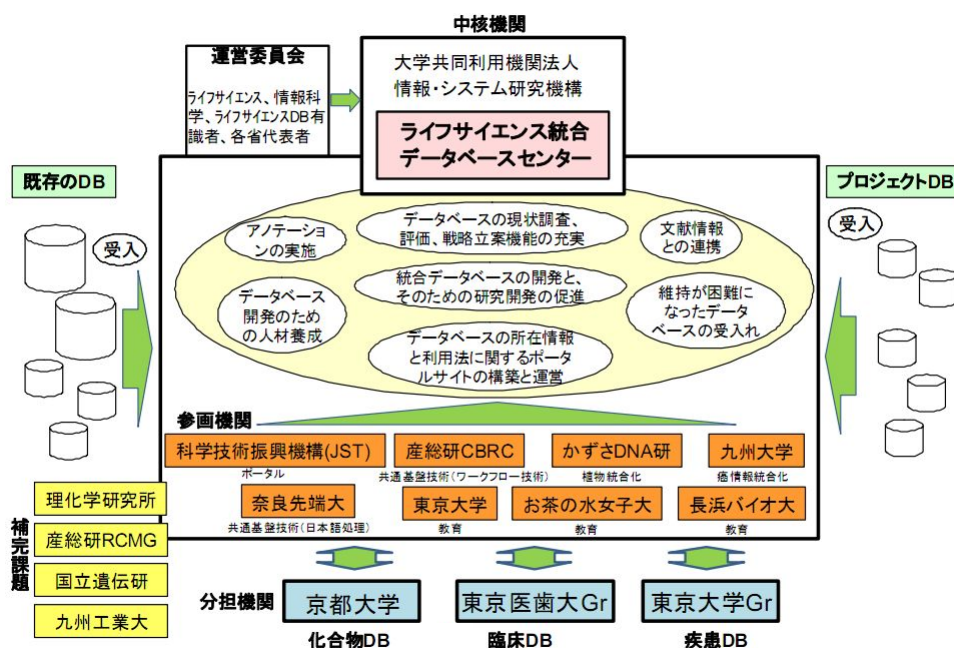 中核機関
運営委員会
ライフサイエンス、情報科
学、ライフサイエンスDB有
識者、各省代表者
大学共同利用機関法人
情報・システム研究機構
ライフサイエンス統合
データベースセンター
既存のDB
受入
プロジェクトDB
受入
アノテーショ
ンの実施
データベースの現状調査、
評価、戦略立案機能の充実
文献情報
との連携
データベース
開発のため
の人材養成
統合データベースの開発と、
そのための研究開発の促進
維持が困難に
なったデータ
ベースの受入れ
データベースの所在情報
と利用法に関するポータ
ルサイトの構築と運営
参画機関
科学技術振興機構(JST)
ポータル
産総研CBRC
共通基盤技術(ワークフロー技術)
かずさDNA研
植物統合化
九州大学
癌情報統合化
奈良先端大
共通基盤技術(日本語処理)
東京大学
教育
お茶の水女子大
教育
長浜バイオ大
教育
補完課題
理化学研究所
産総研RCMG
国立遺伝研
九州工業大
分担機関
京都大学
化合物DB
東京医歯大Gr
臨床DB
東京大学Gr
疾患DB